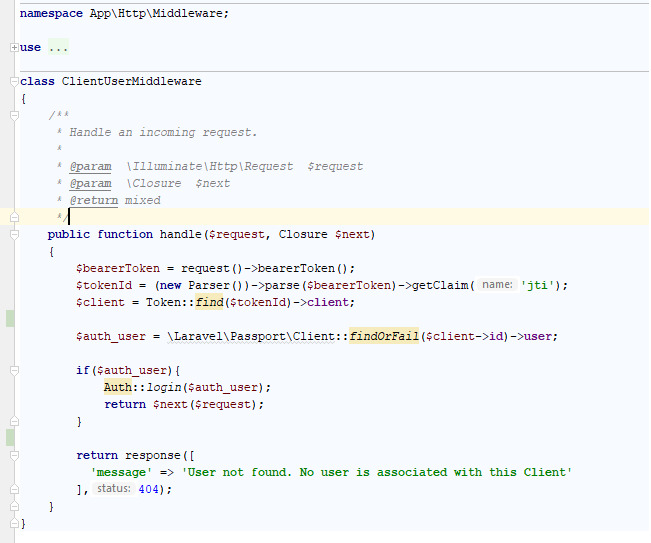 namespace App\Http\Middleware;
use ...
class ClientUserMiddleware
{
/**
* Handle an incoming request.
*
* @param  \Illuminate\Http\Request  $request
* @param  \Closure  $next
* @return mixed
*/
public function handle($request, Closure $next)
{
$bearerToken = request()->bearerToken();
$tokenId = (new Parser())->parse($bearerToken)->getClaim( name: 'jti');
$client = Token::find($tokenId)->client;
$auth_user = \Laravel\Passport\Client::findOrFail($client->id)->user;
if($auth_user){
Auth::login($auth_user);
return $next($request);
}
return response([
'message' => 'User not found. No user is associated with this Client'
], status: 404);
}
}